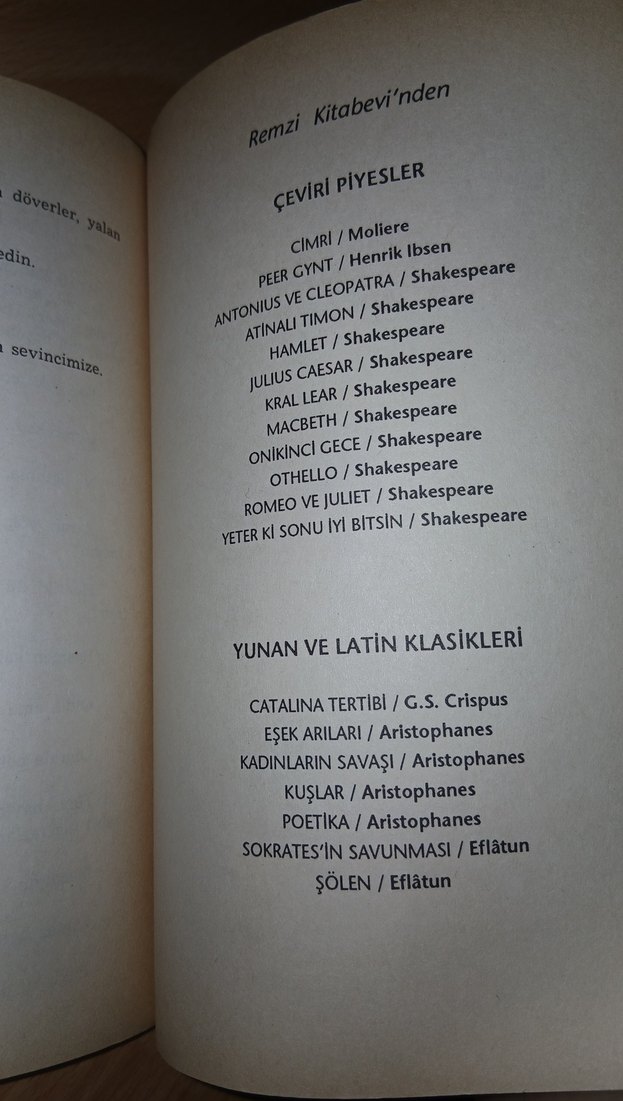 döverler, yalan
edin.
sevincimize.
Remzi Kitabevi'nden
ÇEVİRİ PİYESLER
CİMRİ / Moliere
PEER GYNT / Henrik Ibsen
ANTONIUS VE CLEOPATRA / Shakespeare
ATİNALI TIMON / Shakespeare
HAMLET / Shakespeare
JULIUS CAESAR / Shakespeare
KRAL LEAR / Shakespeare
MACBETH / Shakespeare
ONİKİNCİ GECE / Shakespeare
OTHELLO / Shakespeare
ROMEO VE JULIET / Shakespeare
YETER Kİ SONU İYİ BİTSİN / Shakespeare
YUNAN VE LATİN KLASİKLERİ
CATALINA TERTİBİ / G.S. Crispus
EŞEK ARILARI / Aristophanes
KADINLARIN SAVAŞI / Aristophanes
KUŞLAR / Aristophanes
POETİKA / Aristophanes
SOKRATES'İN SAVUNMASI / Eflâtun
ŞÖLEN / Eflâtun